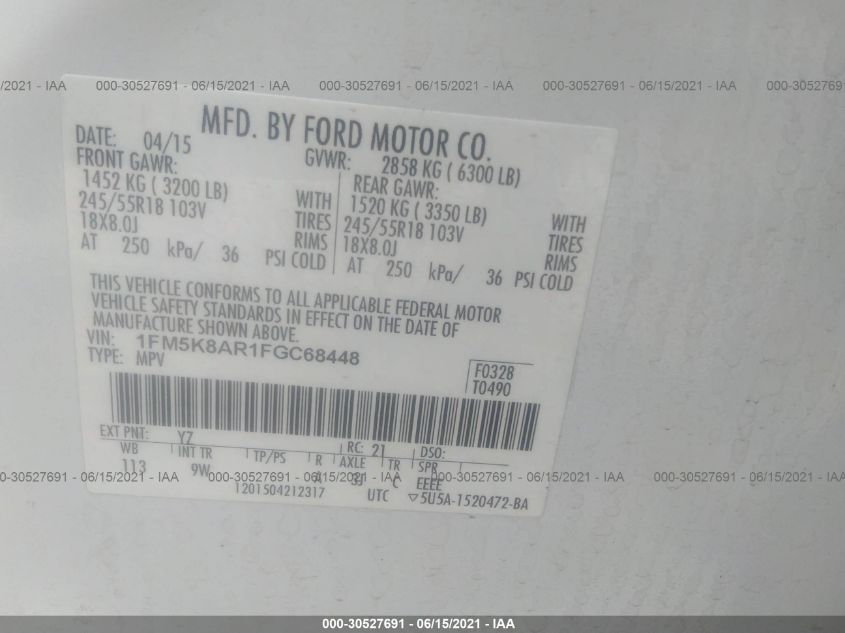 000-30527691 - 06/15/2021 - IAA
MFD. BY FORD MOTOR CO.
DATE: 04/15
GVWR: 2858 KG ( 6300 LB)
FRONT GAWR:
1452 KG ( 3200 LB) WITH
245/55R18 103V TIRES
18X8.0J RIMS
AT 250 kPa/ 36 PSI COLD
REAR GAWR:
1520 KG ( 3350 LB) WITH
245/55R18 103V TIRES
18X8.0J RIMS
AT 250 kPa/ 36 PSI COLD
THIS VEHICLE CONFORMS TO ALL APPLICABLE FEDERAL MOTOR
VEHICLE SAFETY STANDARDS IN EFFECT ON THE DATE OF
MANUFACTURE SHOWN ABOVE.
VIN: 1FM5K8AR1FGC68448
TYPE: MPV
F0328
T0490
EXT PNT: YZ RC: 21 DSO:
WB INT TR TP/PS R AXLE TR SPR
113 9W A C EEEE
1201504212317 UTC ▽5U5A-1520472-BA
000-30527691 - 06/15/2021 - IAA
000-30527691 - 06/15/2021 - IAA